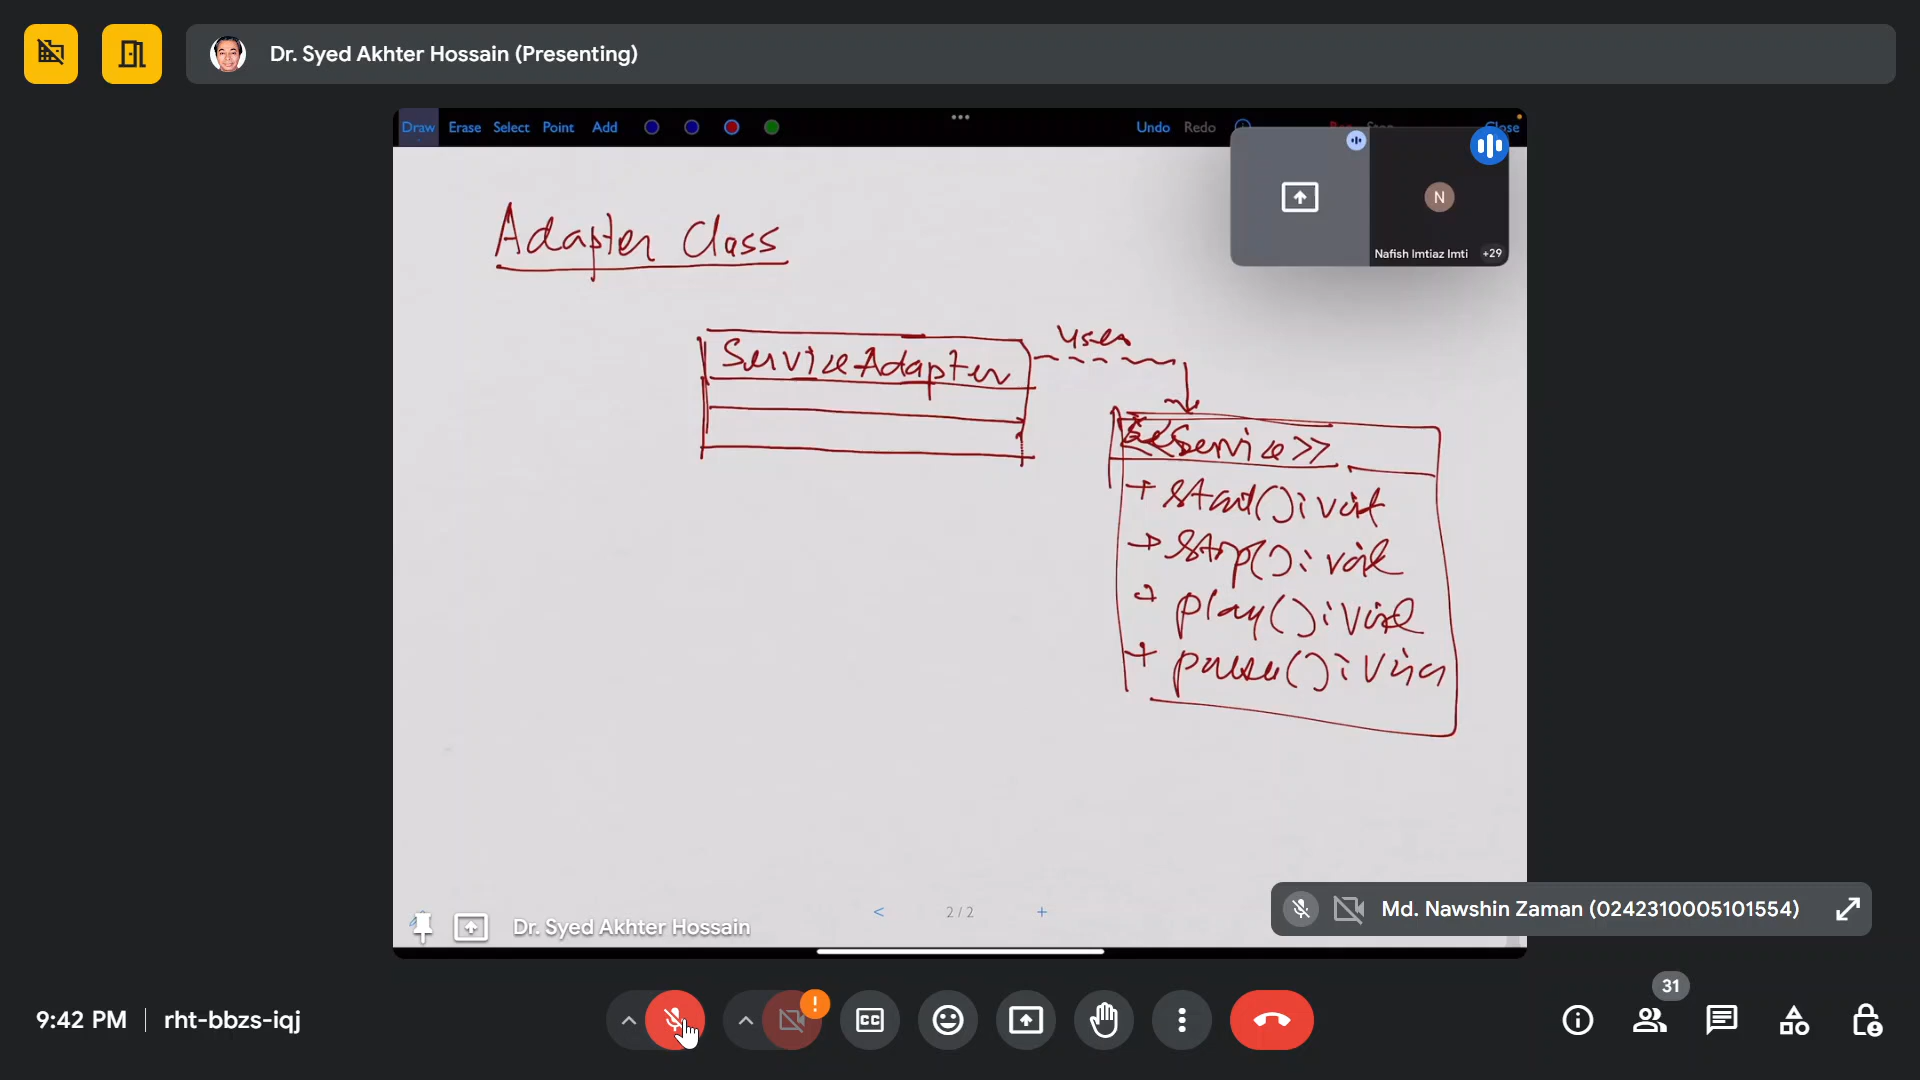 Dr. Syed Akhter Hossain (Presenting)
Draw Erase Select Point Add
Undo Redo Close
Nafish Imtiaz Imti +29
N
Adapter Class
ServiceAdapter
uses
<<Service>>
+ start() : void
+ stop() : void
+ play() : void
+ pause() : void
< 2 / 2 +
Dr. Syed Akhter Hossain
Md. Nawshin Zaman (0242310005101554)
9:42 PM rht-bbzs-iqj
!
CC
31